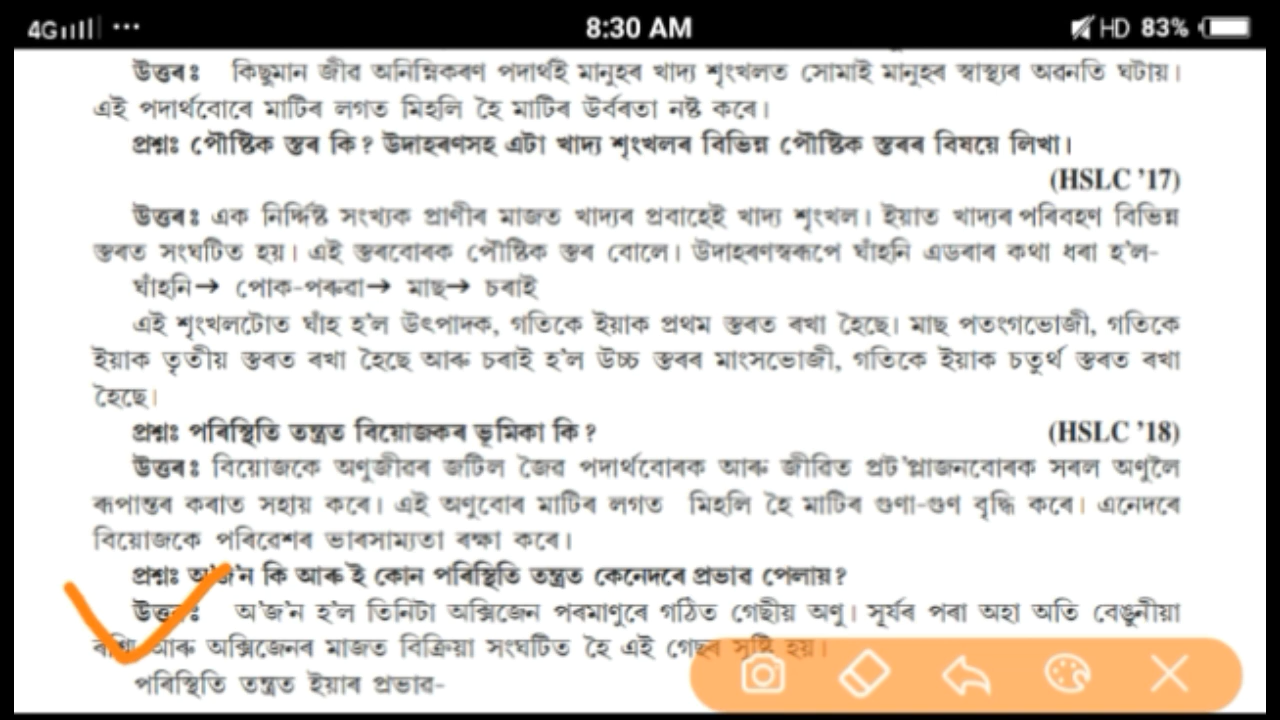 4G ... 8:30 AM HD 83%
উত্তৰঃ কিছুমান জীৱ অনিম্নিকৰণ পদাৰ্থই মানুহৰ খাদ্য শৃংখলত সোমাই মানুহৰ স্বাস্থ্যৰ অৱনতি ঘটায়।
এই পদাৰ্থবোৰে মাটিৰ লগত মিহলি হৈ মাটিৰ উৰ্বৰতা নষ্ট কৰে।
প্ৰশ্নঃ পৌষ্টিক স্তৰ কি? উদাহৰণসহ এটা খাদ্য শৃংখলৰ বিভিন্ন পৌষ্টিক স্তৰৰ বিষয়ে লিখা।
(HSLC ’17)
উত্তৰঃ এক নিৰ্দ্দিষ্ট সংখ্যক প্ৰাণীৰ মাজত খাদ্যৰ প্ৰবাহেই খাদ্য শৃংখল। ইয়াত খাদ্যৰ পৰিবহণ বিভিন্ন
স্তৰত সংঘটিত হয়। এই স্তৰবোৰক পৌষ্টিক স্তৰ বোলে। উদাহৰণস্বৰূপে ঘাঁহনি এডৰাৰ কথা ধৰা হ'ল-
ঘাঁহনি→ পোক-পৰুৱা→ মাছ→ চৰাই
এই শৃংখলটোত ঘাঁহ হ'ল উৎপাদক, গতিকে ইয়াক প্ৰথম স্তৰত ৰখা হৈছে। মাছ পতংগভোজী, গতিকে
ইয়াক তৃতীয় স্তৰত ৰখা হৈছে আৰু চৰাই হ'ল উচ্চ স্তৰৰ মাংসভোজী, গতিকে ইয়াক চতুৰ্থ স্তৰত ৰখা
হৈছে।
প্ৰশ্নঃ পৰিস্থিতি তন্ত্ৰত বিয়োজকৰ ভূমিকা কি? (HSLC ’18)
উত্তৰঃ বিয়োজকে অণুজীৱৰ জটিল জৈৱ পদাৰ্থবোৰক আৰু জীৱিত প্ৰট'প্লাজনবোৰক সৰল অণুলৈ
ৰূপান্তৰ কৰাত সহায় কৰে। এই অণুবোৰ মাটিৰ লগত মিহলি হৈ মাটিৰ গুণা-গুণ বৃদ্ধি কৰে। এনেদৰে
বিয়োজকে পৰিৱেশৰ ভাৰসাম্যতা ৰক্ষা কৰে।
প্ৰশ্নঃ অ'জ'ন কি আৰু ই কোন পৰিস্থিতি তন্ত্ৰত কেনেদৰে প্ৰভাৱ পেলায়?
উত্তৰঃ অ'জ'ন হ'ল তিনিটা অক্সিজেন পৰমাণুৰে গঠিত গেছীয় অণু। সূৰ্যৰ পৰা অহা অতি বেঙুনীয়া
ৰশ্মি আৰু অক্সিজেনৰ মাজত বিক্ৰিয়া সংঘটিত হৈ এই গেছৰ সৃষ্টি হয়।
পৰিস্থিতি তন্ত্ৰত ইয়াৰ প্ৰভাৱ-